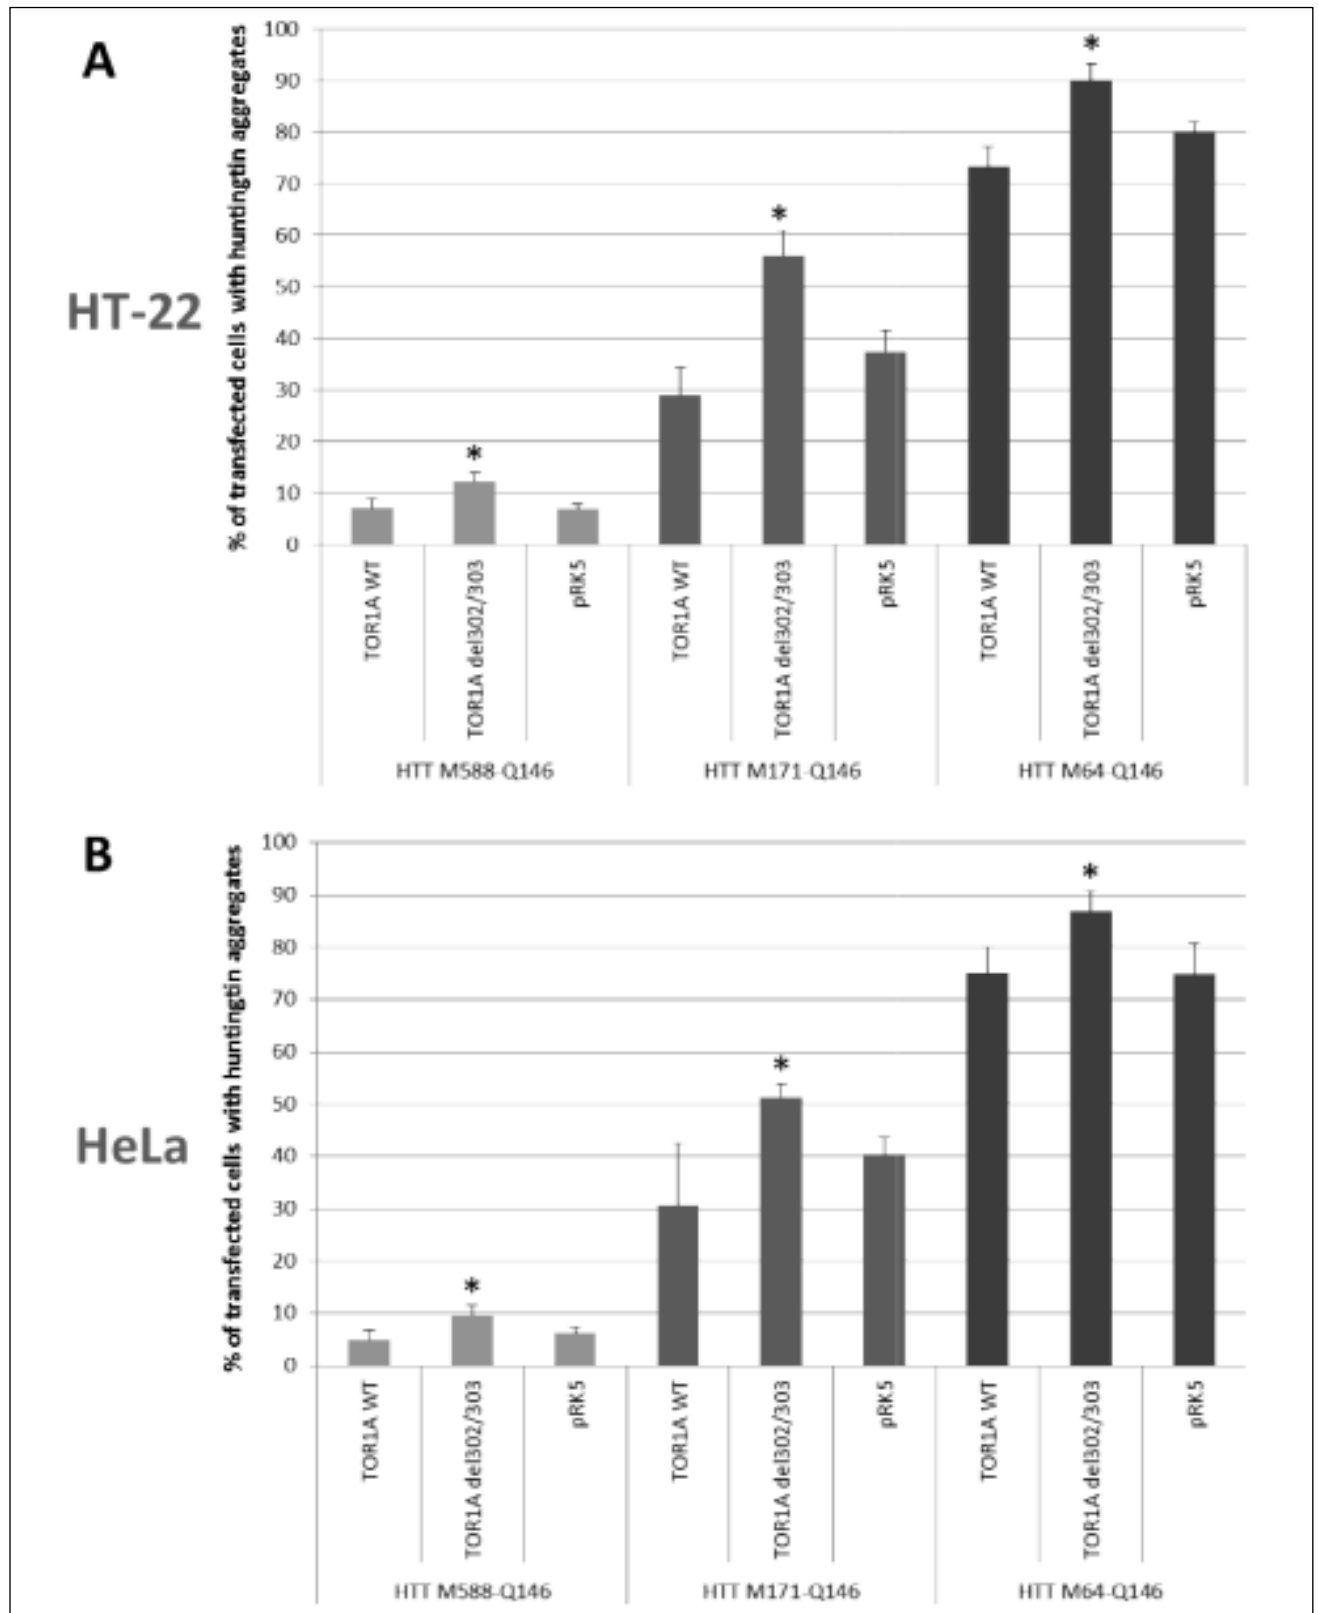 A
HT-22
% of transfected cells with huntingtin aggregates
100
90
80
70
60
50
40
30
20
10
0
*
*
*
TOR1A WT
TOR1A del302/303
pRK5
TOR1A WT
TOR1A del302/303
pRK5
TOR1A WT
TOR1A del302/303
pRK5
HTT M588-Q146
HTT M171-Q146
HTT M64-Q146
B
HeLa
% of transfected cells with huntingtin aggregates
100
90
80
70
60
50
40
30
20
10
0
*
*
*
TOR1A WT
TOR1A del302/303
pRK5
TOR1A WT
TOR1A del302/303
pRK5
TOR1A WT
TOR1A del302/303
pRK5
HTT M588-Q146
HTT M171-Q146
HTT M64-Q146